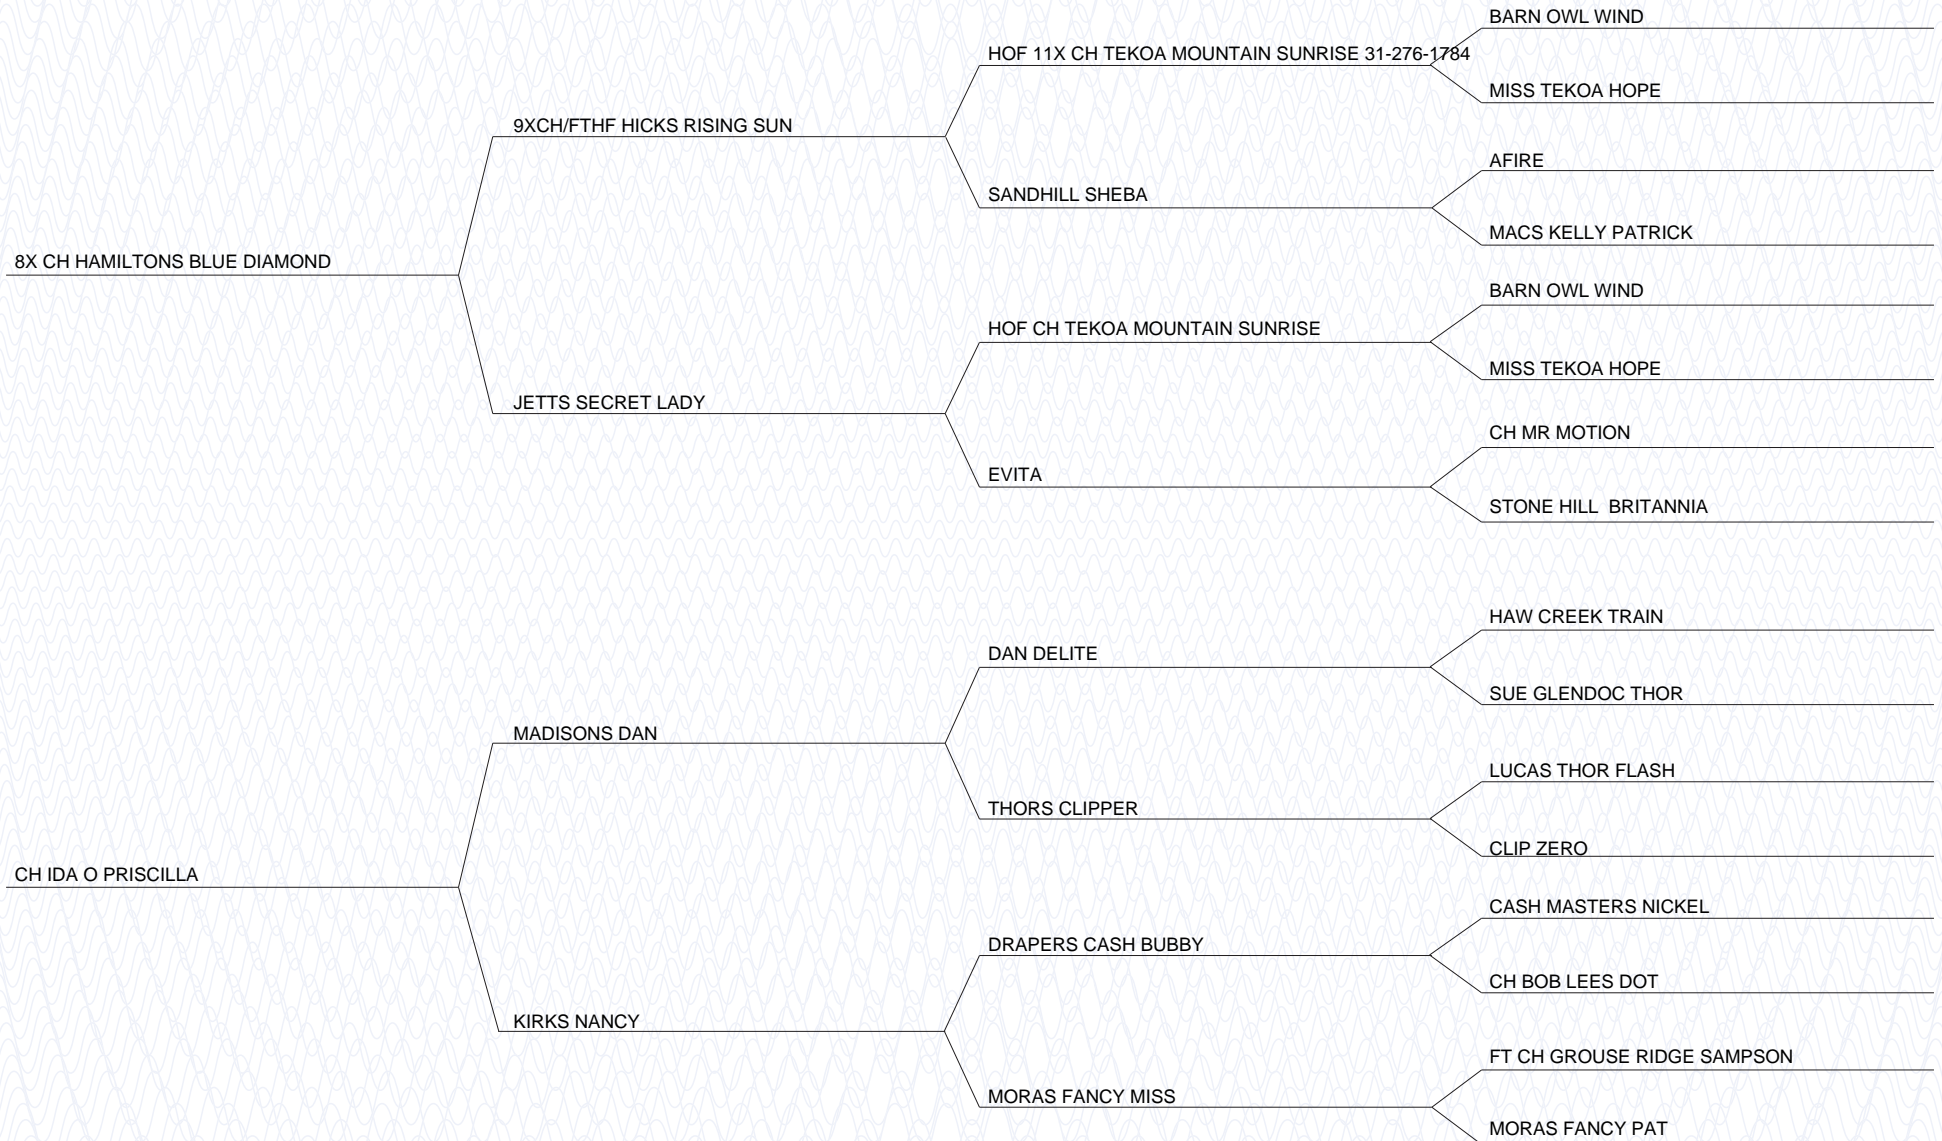 BARN OWL WIND
HOF 11X CH TEKOA MOUNTAIN SUNRISE 31-276-1784
MISS TEKOA HOPE
9XCH/FTHF HICKS RISING SUN
AFIRE
SANDHILL SHEBA
MACS KELLY PATRICK
8X CH HAMILTONS BLUE DIAMOND
BARN OWL WIND
HOF CH TEKOA MOUNTAIN SUNRISE
MISS TEKOA HOPE
JETTS SECRET LADY
CH MR MOTION
EVITA
STONE HILL  BRITANNIA
HAW CREEK TRAIN
DAN DELITE
SUE GLENDOC THOR
MADISONS DAN
LUCAS THOR FLASH
THORS CLIPPER
CLIP ZERO
CH IDA O PRISCILLA
CASH MASTERS NICKEL
DRAPERS CASH BUBBY
CH BOB LEES DOT
KIRKS NANCY
FT CH GROUSE RIDGE SAMPSON
MORAS FANCY MISS
MORAS FANCY PAT